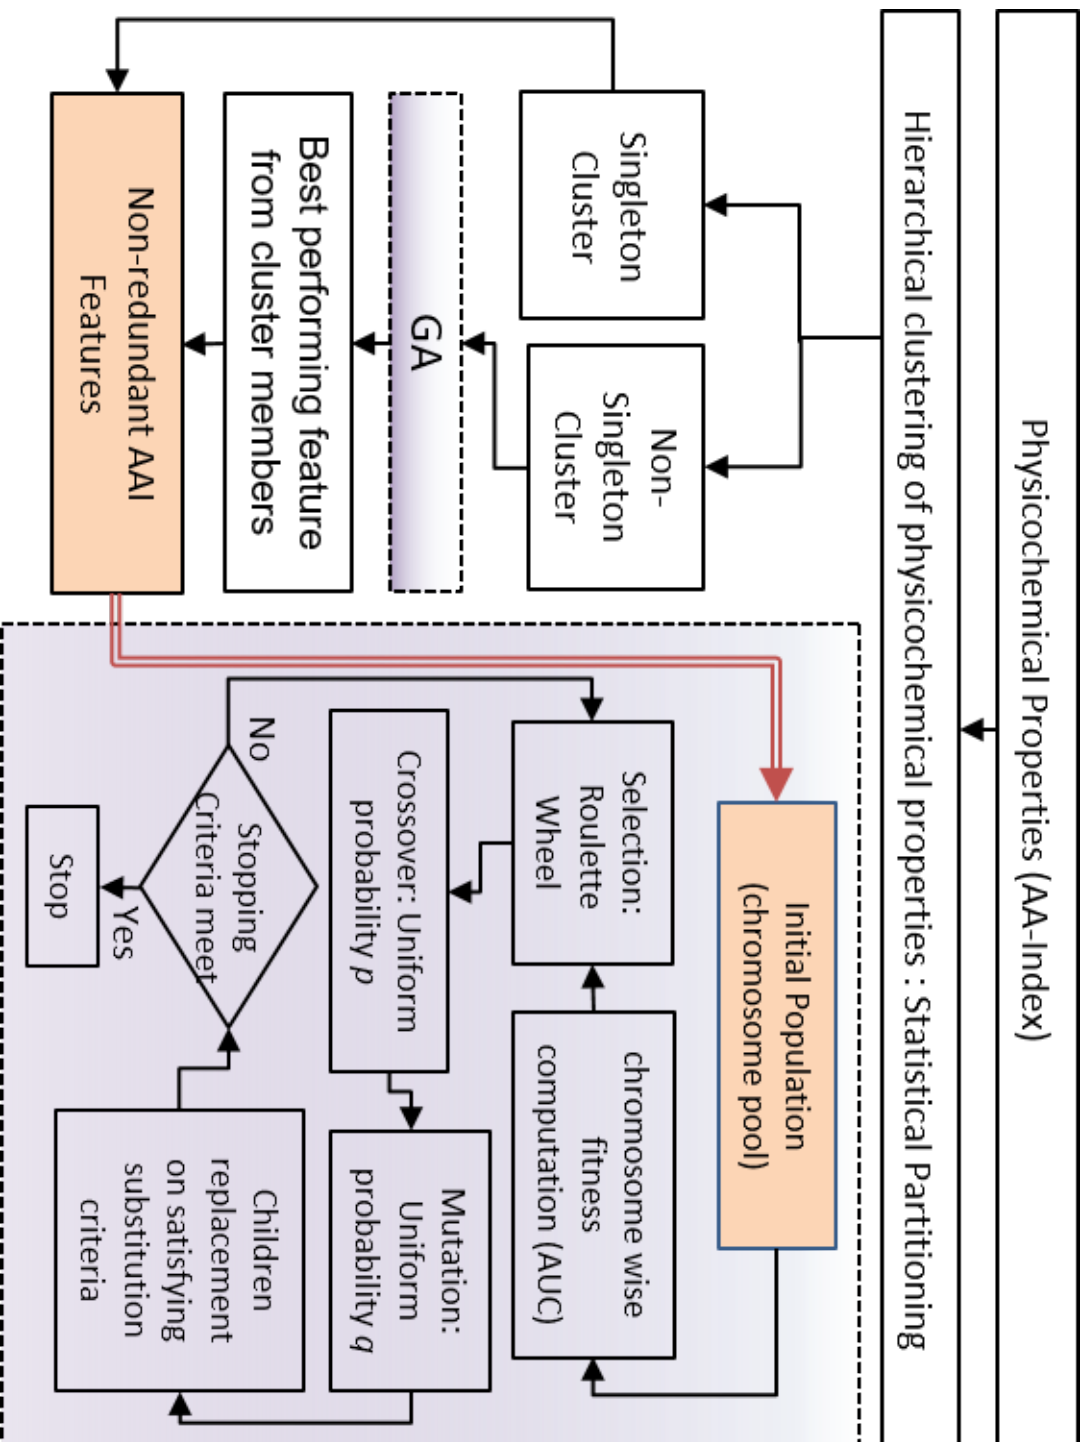 Physicochemical Properties (AA-Index)
Hierarchical clustering of physicochemical properties : Statistical Partitioning
Singleton
Cluster
Non-
Singleton
Cluster
GA
Best performing feature
from cluster members
Non-redundant AAI
Features
Initial Population
(chromosome pool)
chromosome wise
fitness
computation (AUC)
Selection:
Roulette
Wheel
Crossover: Uniform
probability p
Mutation:
Uniform
probability q
Children
replacement
on satisfying
substitution
criteria
Stopping
Criteria meet
No
Yes
Stop